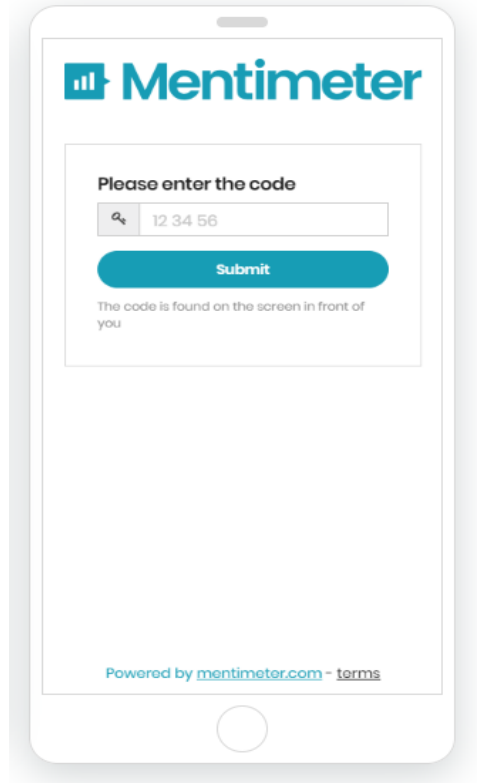 Mentimeter
Please enter the code
12 34 56
Submit
The code is found on the screen in front of
you
Powered by mentimeter.com - terms